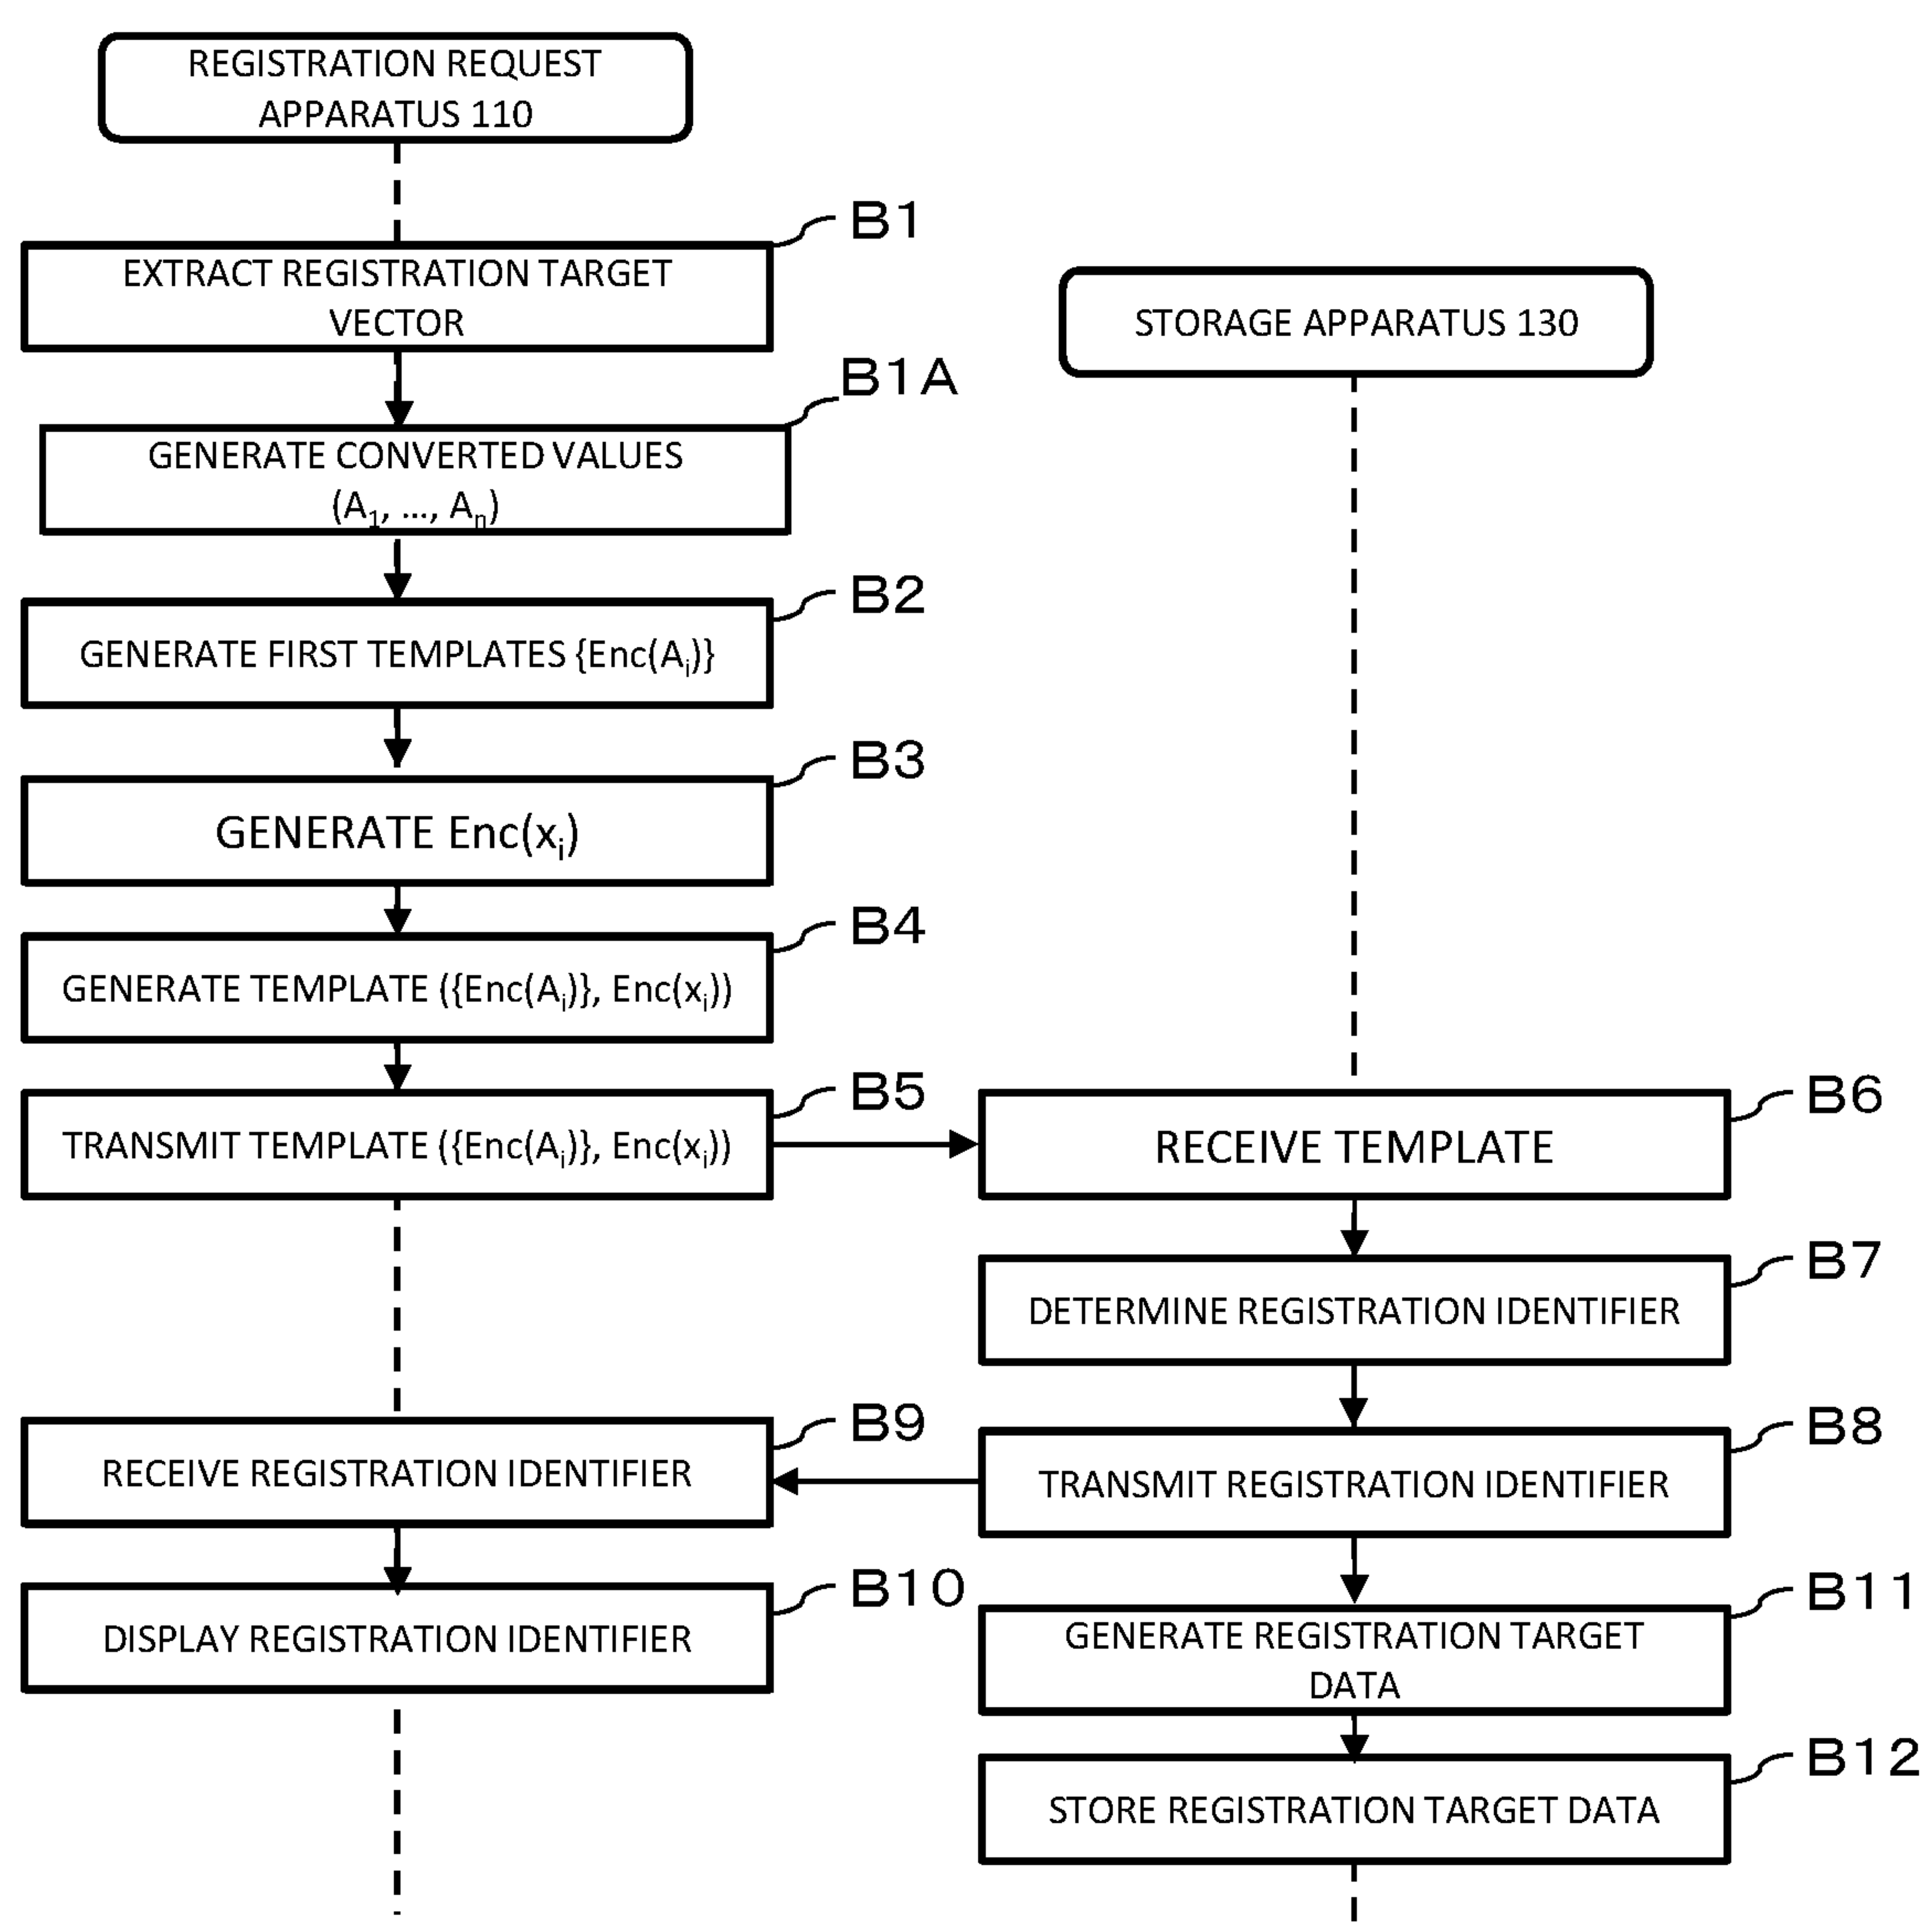 REGISTRATION REQUEST
APPARATUS 110
B1
EXTRACT REGISTRATION TARGET
VECTOR
STORAGE APPARATUS 130
B1A
GENERATE CONVERTED VALUES
(A₁, ..., Aₙ)
B2
GENERATE FIRST TEMPLATES {Enc(Aᵢ)}
B3
GENERATE Enc(xᵢ)
B4
GENERATE TEMPLATE ({Enc(Aᵢ)}, Enc(xᵢ))
B5
TRANSMIT TEMPLATE ({Enc(Aᵢ)}, Enc(xᵢ))
B6
RECEIVE TEMPLATE
B7
DETERMINE REGISTRATION IDENTIFIER
B8
TRANSMIT REGISTRATION IDENTIFIER
B9
RECEIVE REGISTRATION IDENTIFIER
B10
DISPLAY REGISTRATION IDENTIFIER
B11
GENERATE REGISTRATION TARGET
DATA
B12
STORE REGISTRATION TARGET DATA